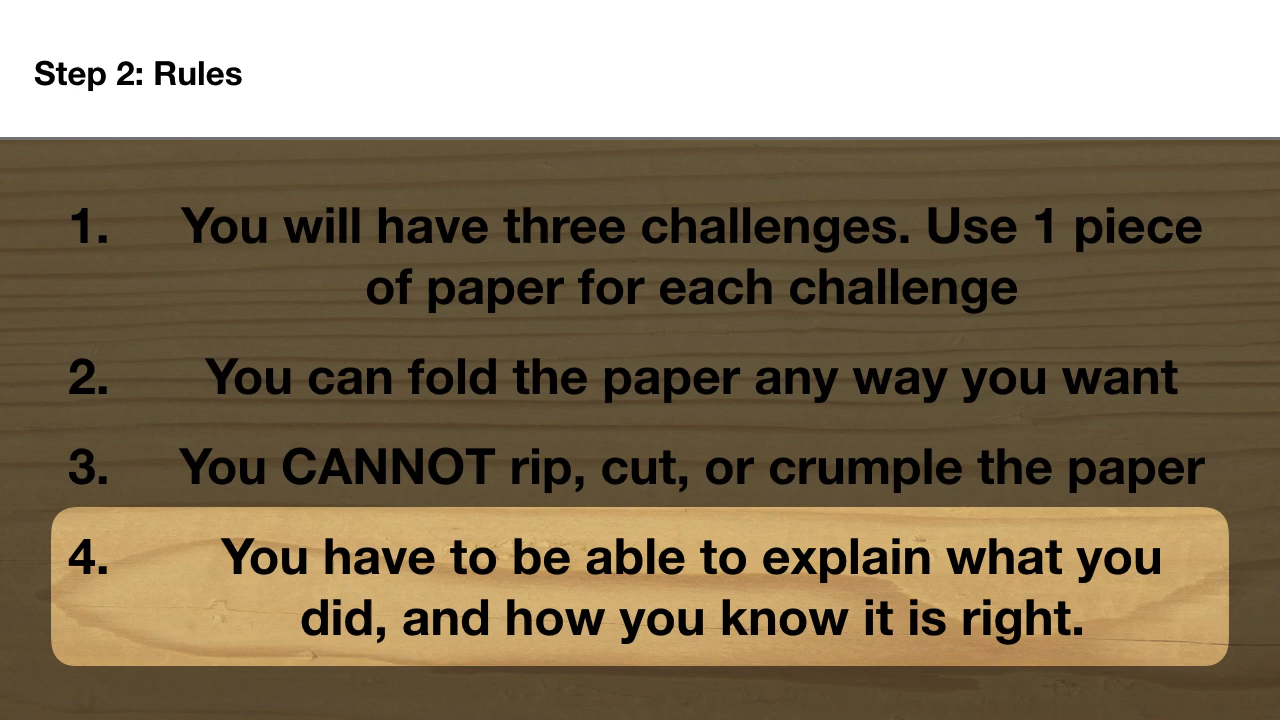 Step 2: Rules
1. You will have three challenges. Use 1 piece
of paper for each challenge
2. You can fold the paper any way you want
3. You CANNOT rip, cut, or crumple the paper
4. You have to be able to explain what you
did, and how you know it is right.